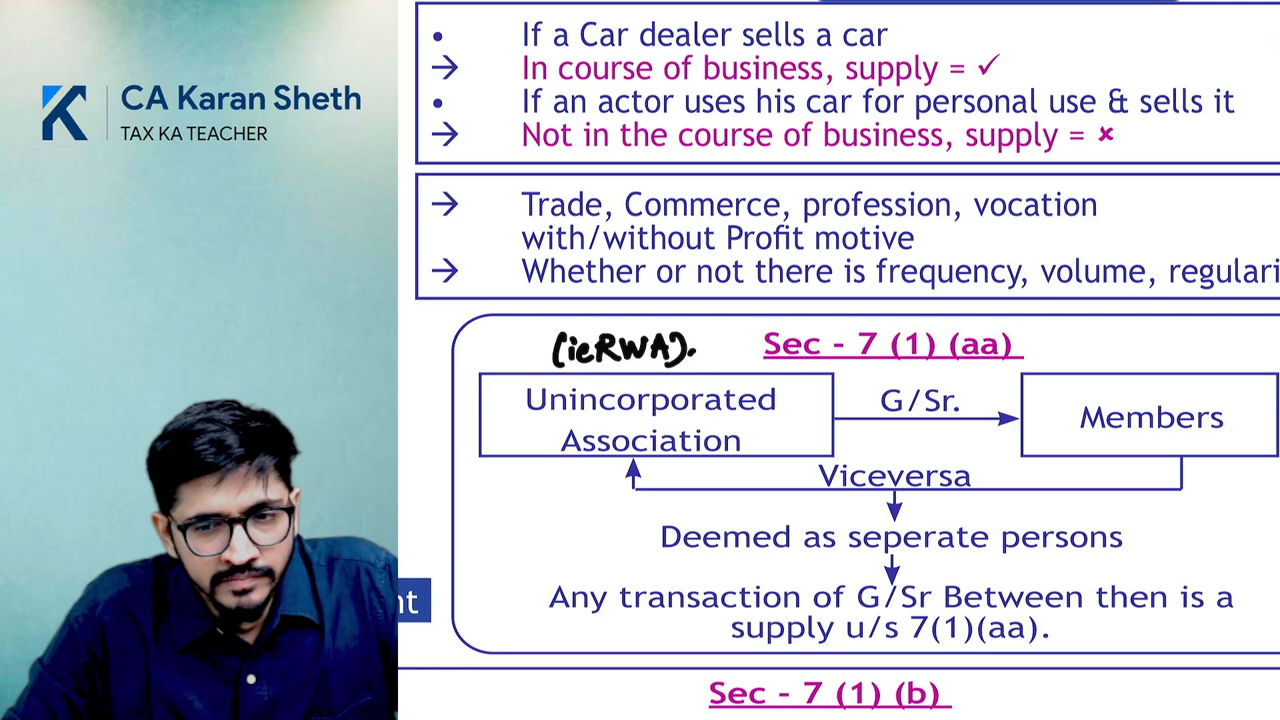 CA Karan Sheth
TAX KA TEACHER
• If a Car dealer sells a car
→ In course of business, supply = ✓
• If an actor uses his car for personal use & sells it
→ Not in the course of business, supply = ×
→ Trade, Commerce, profession, vocation
with/without Profit motive
→ Whether or not there is frequency, volume, regulari
(ieRWA).
Sec - 7 (1) (aa)
Unincorporated
Association
G/Sr.
Members
Viceversa
Deemed as seperate persons
nt
Any transaction of G/Sr Between then is a
supply u/s 7(1)(aa).
Sec - 7 (1) (b)